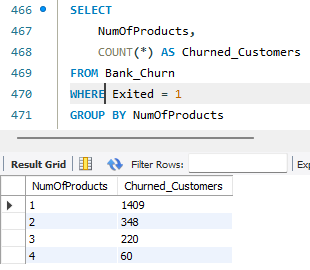 466 SELECT
467 NumOfProducts,
468 COUNT(*) AS Churned_Customers
469 FROM Bank_Churn
470 WHERE Exited = 1
471 GROUP BY NumOfProducts
Result Grid Filter Rows: Exp
NumOfProducts Churned_Customers
1 1409
2 348
3 220
4 60